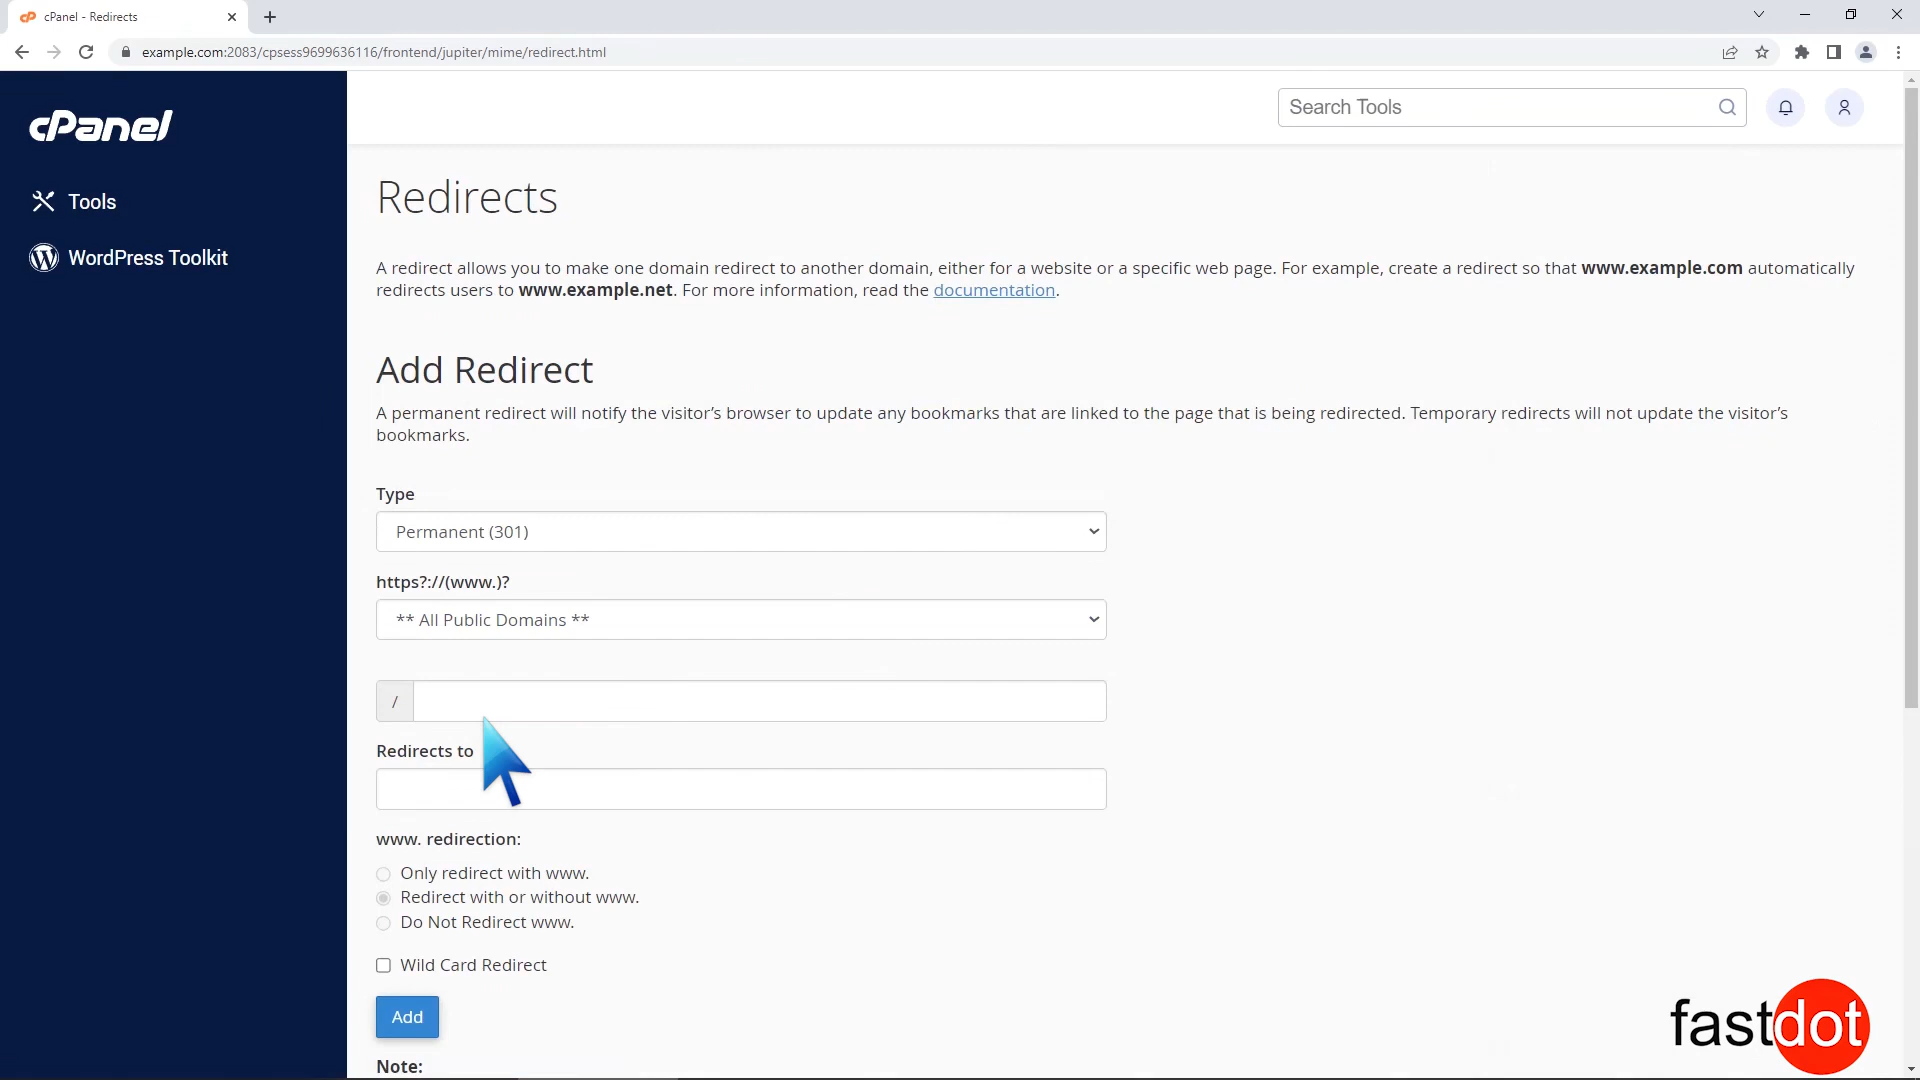 cPanel - Redirects
example.com:2083/cpsess9699636116/frontend/jupiter/mime/redirect.html
cPanel
Search Tools
Tools
WordPress Toolkit
Redirects
A redirect allows you to make one domain redirect to another domain, either for a website or a specific web page. For example, create a redirect so that www.example.com automatically
redirects users to www.example.net. For more information, read the documentation.
Add Redirect
A permanent redirect will notify the visitor’s browser to update any bookmarks that are linked to the page that is being redirected. Temporary redirects will not update the visitor’s
bookmarks.
Type
Permanent (301)
https?://(www.)?
** All Public Domains **
/
Redirects to
www. redirection:
Only redirect with www.
Redirect with or without www.
Do Not Redirect www.
Wild Card Redirect
Add
Note:
fastdot